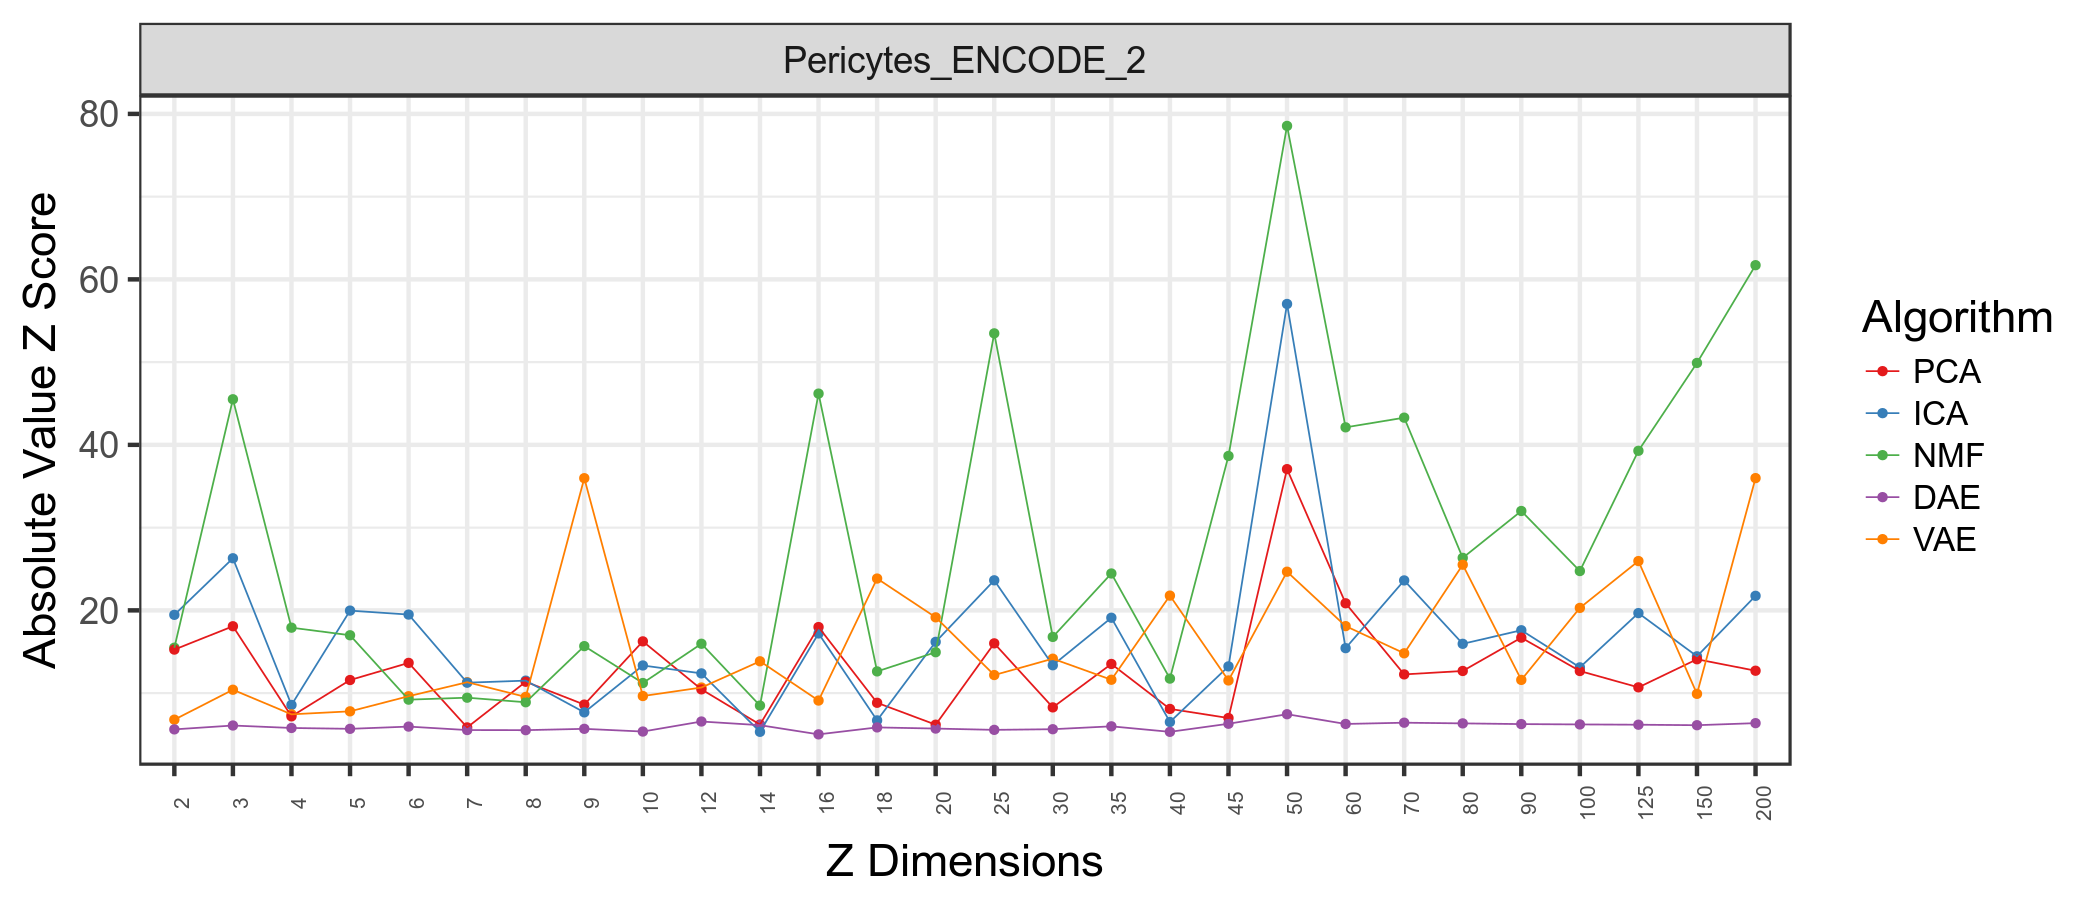 Pericytes_ENCODE_2
Absolute Value Z Score
80
60
40
20
2 3 4 5 6 7 8 9 10 12 14 16 18 20 25 30 35 40 45 50 60 70 80 90 100 125 150 200
Z Dimensions
Algorithm
PCA
ICA
NMF
DAE
VAE